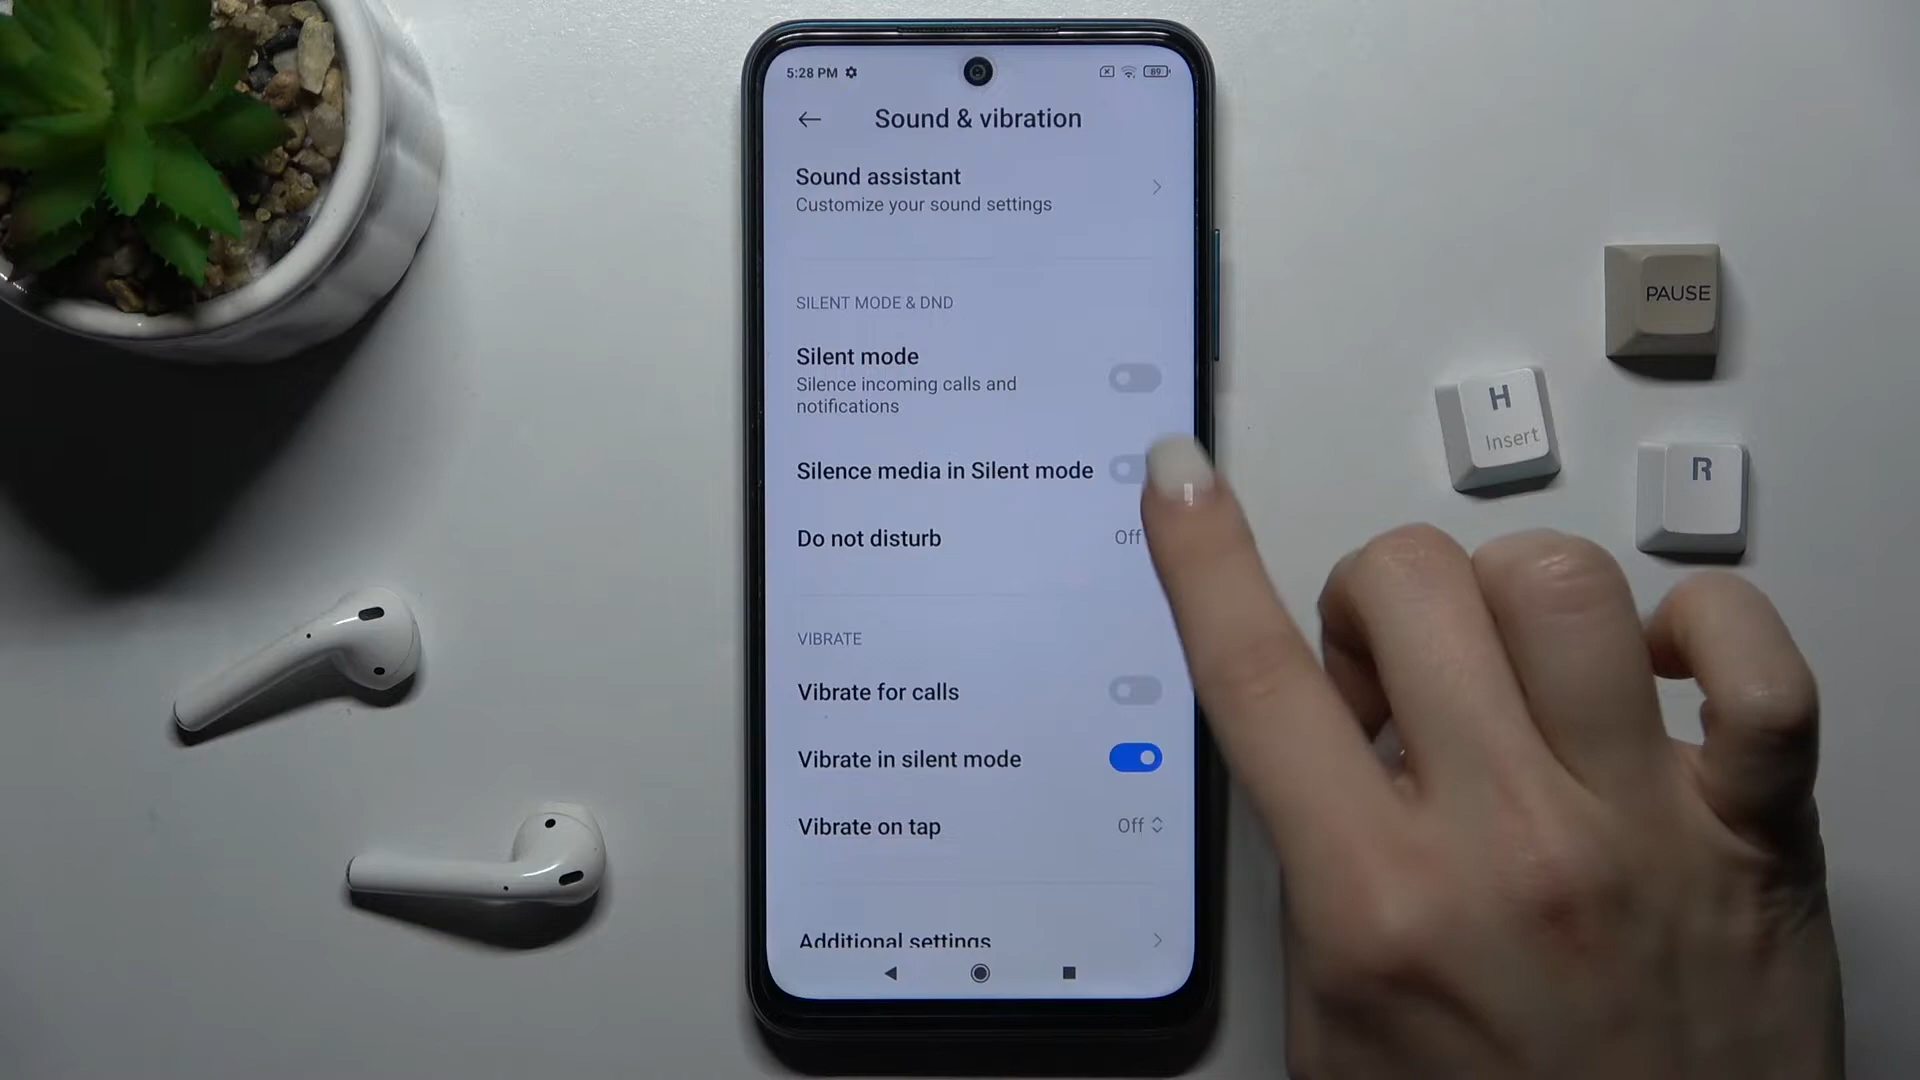 5:28 PM
89
Sound & vibration
Sound assistant
Customize your sound settings
SILENT MODE & DND
Silent mode
Silence incoming calls and
notifications
Silence media in Silent mode
Do not disturb
Off
VIBRATE
Vibrate for calls
Vibrate in silent mode
Vibrate on tap
Off
Additional settings
PAUSE
H
Insert
R